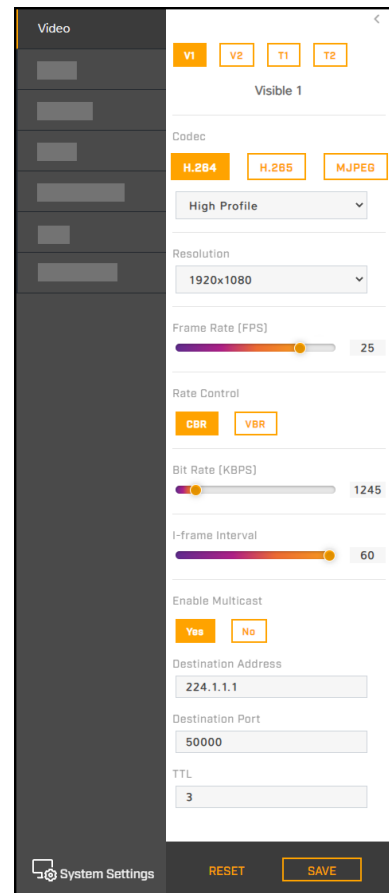 Video
V1 V2 T1 T2
Visible 1
Codec
H.264 H.265 MJPEG
High Profile
Resolution
1920x1080
Frame Rate (FPS)
25
Rate Control
CBR VBR
Bit Rate (KBPS)
1245
I-frame Interval
60
Enable Multicast
Yes No
Destination Address
224.1.1.1
Destination Port
50000
TTL
3
System Settings RESET SAVE